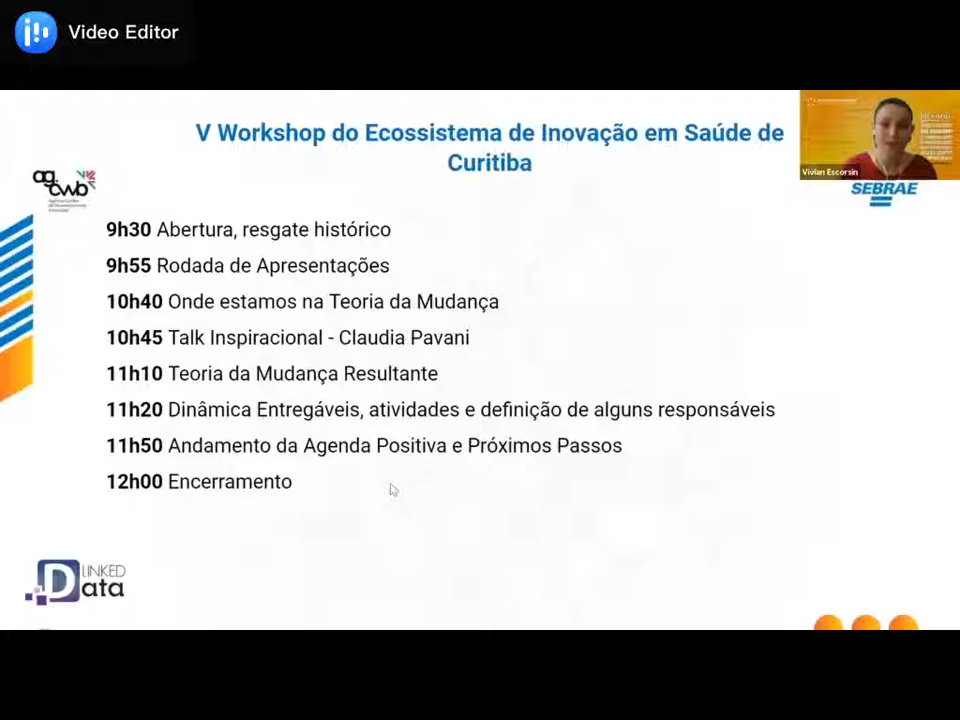 Video Editor
V Workshop do Ecossistema de Inovação em Saúde de
Curitiba
Vivian Escorsin
ag.
cwb
SEBRAE
9h30 Abertura, resgate histórico
9h55 Rodada de Apresentações
10h40 Onde estamos na Teoria da Mudança
10h45 Talk Inspiracional - Claudia Pavani
11h10 Teoria da Mudança Resultante
11h20 Dinâmica Entregáveis, atividades e definição de alguns responsáveis
11h50 Andamento da Agenda Positiva e Próximos Passos
12h00 Encerramento
LINKED
Data